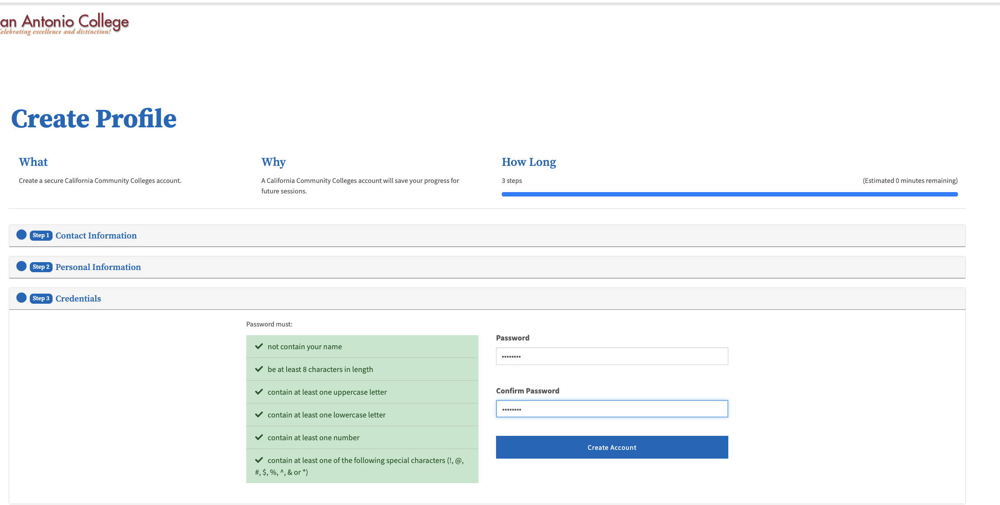 an Antonio College
Celebrating excellence and distinction!
Create Profile
What
Create a secure California Community Colleges account.
Why
A California Community Colleges account will save your progress for
future sessions.
How Long
3 steps
(Estimated 0 minutes remaining)
Step 1 Contact Information
Step 2 Personal Information
Step 3 Credentials
Password must:
not contain your name
be at least 8 characters in length
contain at least one uppercase letter
contain at least one lowercase letter
contain at least one number
contain at least one of the following special characters (!, @,
#, $, %, ^, & or *)
Password
••••••••
Confirm Password
••••••••
Create Account